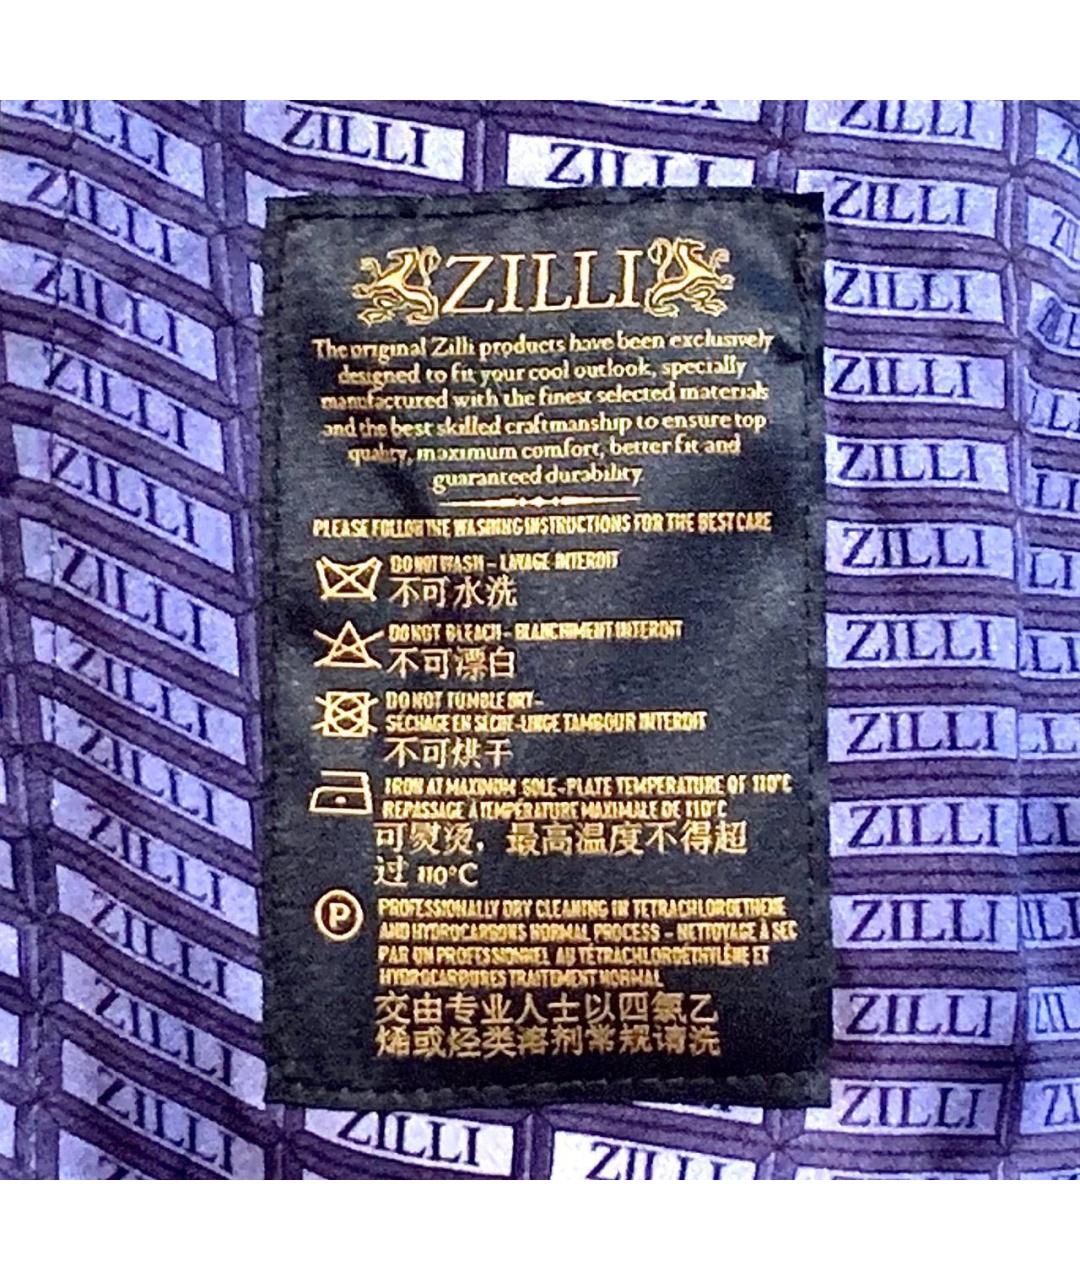 ZILLI
The original Zilli products have been exclusively
designed to fit your cool outlook, specially
manufactured with the finest selected materials
and the best skilled craftmanship to ensure top
quality, maximum comfort, better fit and
guaranteed durability.
PLEASE FOLLOW THE WASHING INSTRUCTIONS FOR THE BEST CARE
DO NOT WASH - LAVAGE INTERDIT
不可水洗
DO NOT BLEACH - BLANCHIMENT INTERDIT
不可漂白
DO NOT TUMBLE DRY-
SÉCHAGE EN SÈCHE-LINGE TAMBOUR INTERDIT
不可烘干
IRON AT MAXIMUM SOLE-PLATE TEMPERATURE OF 110°C
REPASSAGE À TEMPÉRATURE MAXIMALE DE 110°C
可熨烫，最高温度不得超
过 110°C
P
PROFESSIONALLY DRY CLEANING IN TETRACHLOROETHENE
AND HYDROCARBONS NORMAL PROCESS - NETTOYAGE À SEC
PAR UN PROFESSIONNEL AU TÉTRACHLOROÉTHYLÈNE ET
HYDROCARBURES TRAITEMENT NORMAL
交由专业人士以四氯乙
烯或烃类溶剂常规请洗